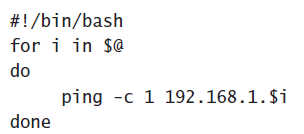 #!/bin/bash
for i in $@
do
     ping -c 1 192.168.1.$i
done